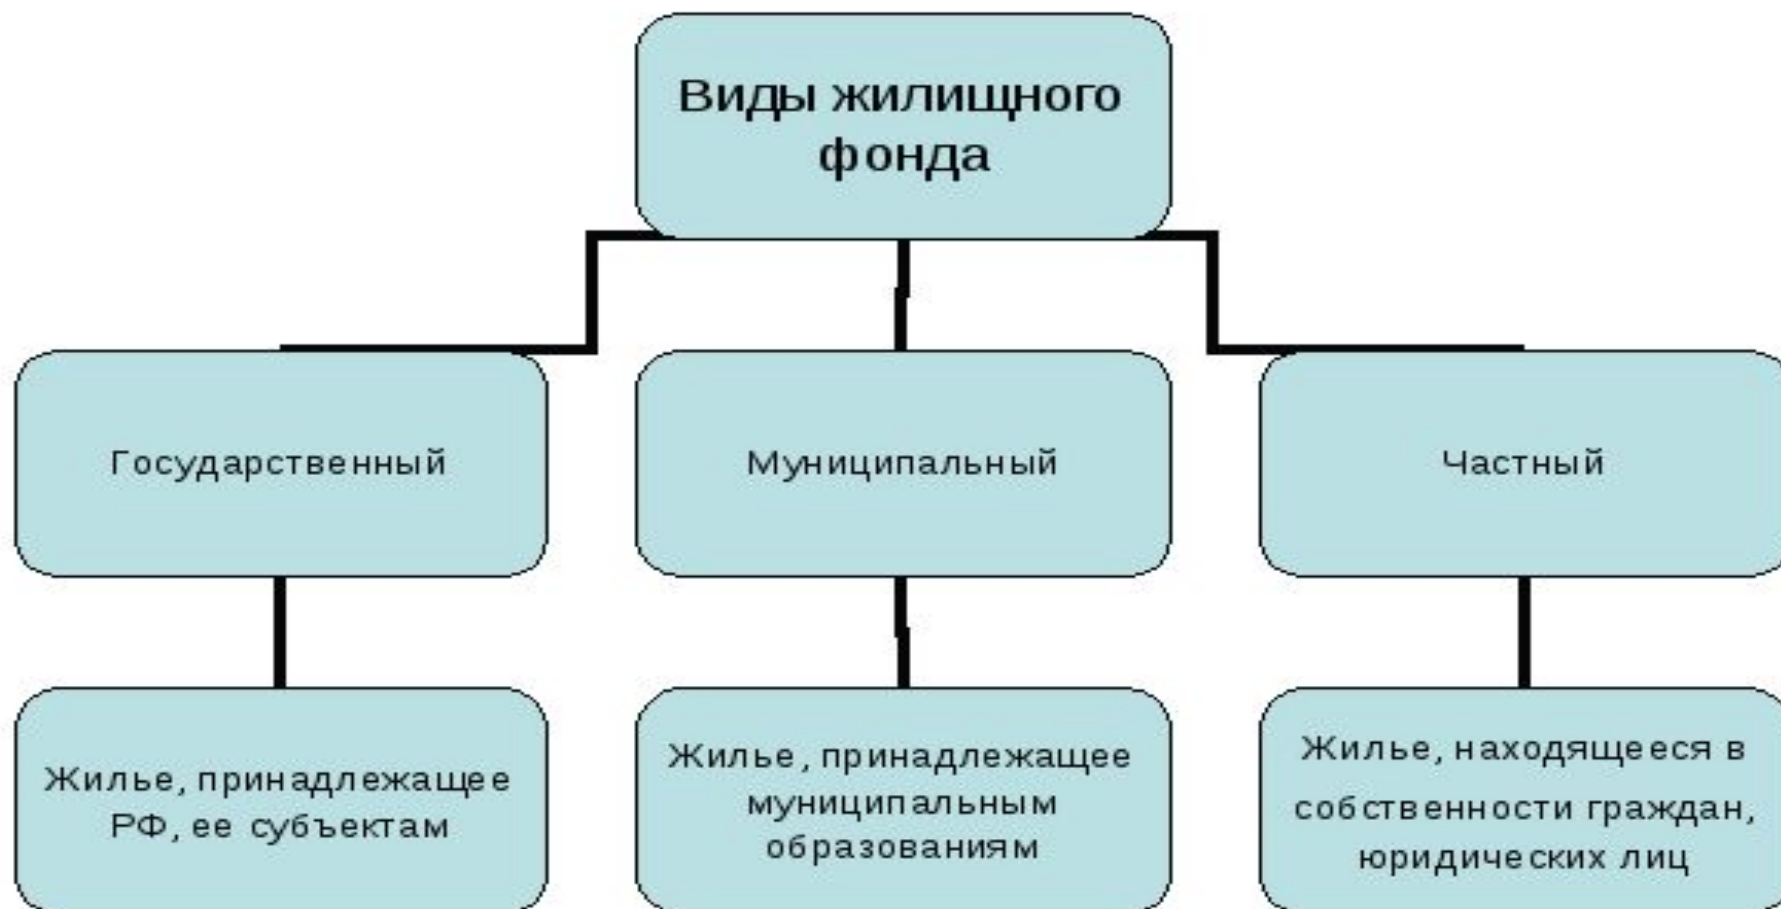 Виды жилищного
фонда
Государственный
Муниципальный
Частный
Жилье, принадлежащее
РФ, ее субъектам
Жилье, принадлежащее
муниципальным
образованиям
Жилье, находящееся в
собственности граждан,
юридических лиц